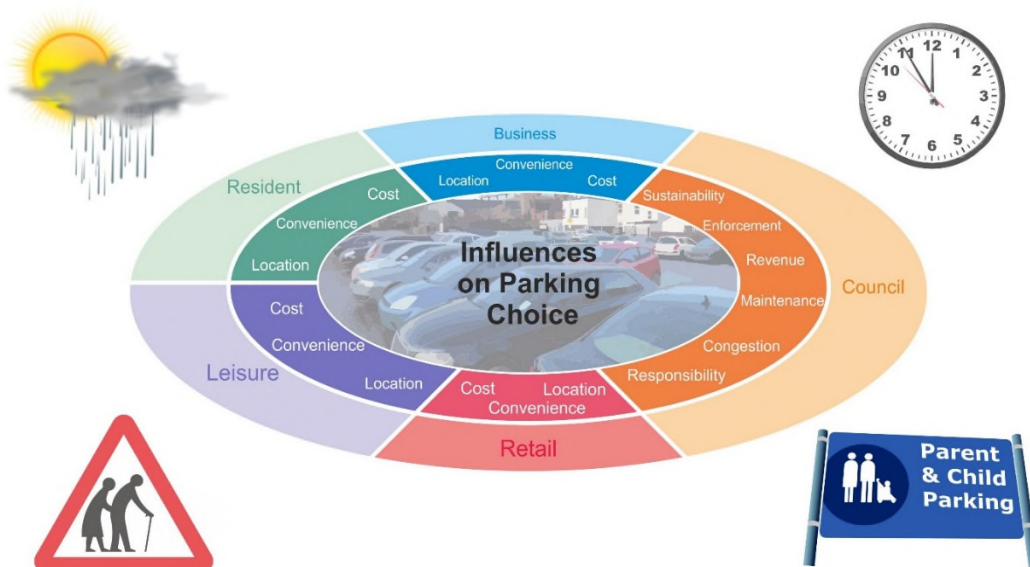 12
1
2
3
4
5
6
7
8
9
10
11
Business
Convenience
Location
Cost
Resident
Cost
Convenience
Location
Sustainability
Enforcement
Revenue
Maintenance
Congestion
Responsibility
Council
Influences
on Parking
Choice
Cost
Convenience
Location
Leisure
Cost
Location
Convenience
Retail
Parent
& Child
Parking